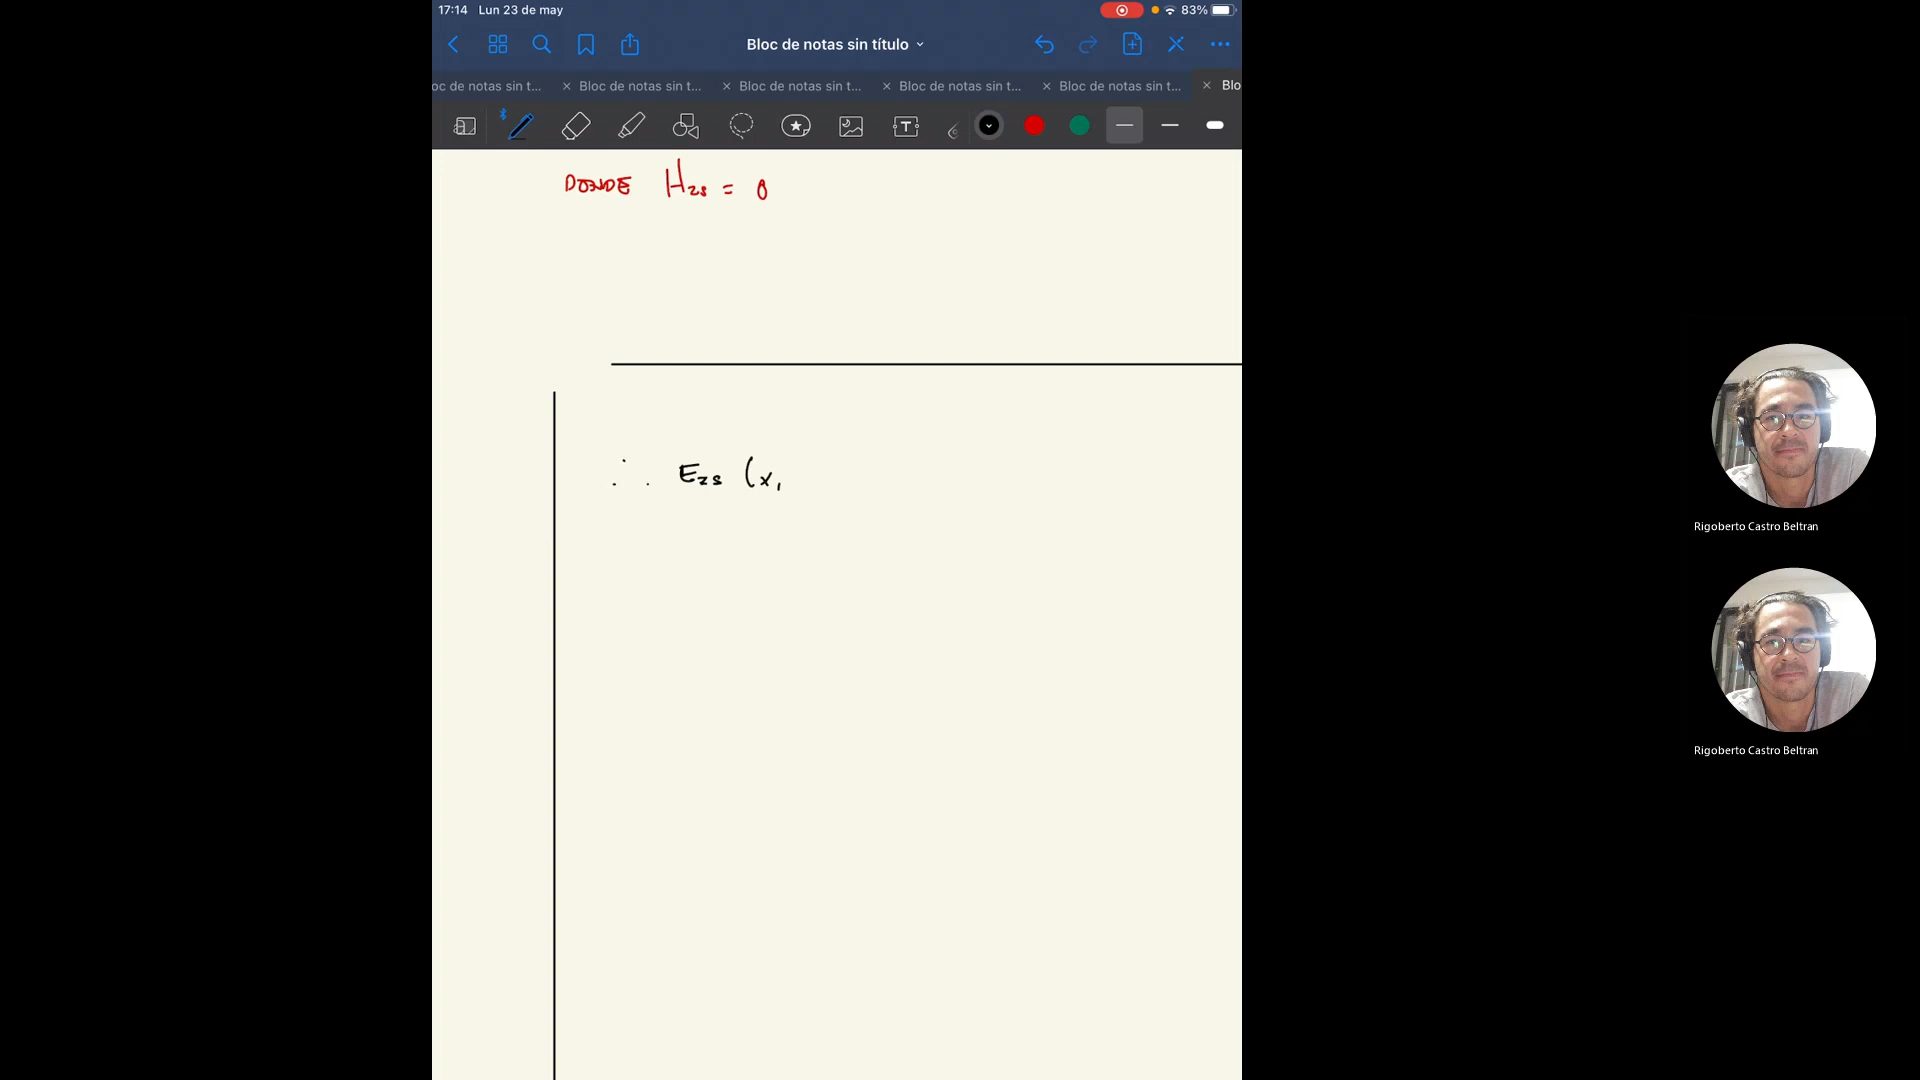 17:14 Lun 23 de may 83%
Bloc de notas sin título
oc de notas sin t... Bloc de notas sin t... Bloc de notas sin t... Bloc de notas sin t... Bloc de notas sin t... Blo
DONDE Hzs = 0
∴ Ezs (x,
Rigoberto Castro Beltran
Rigoberto Castro Beltran